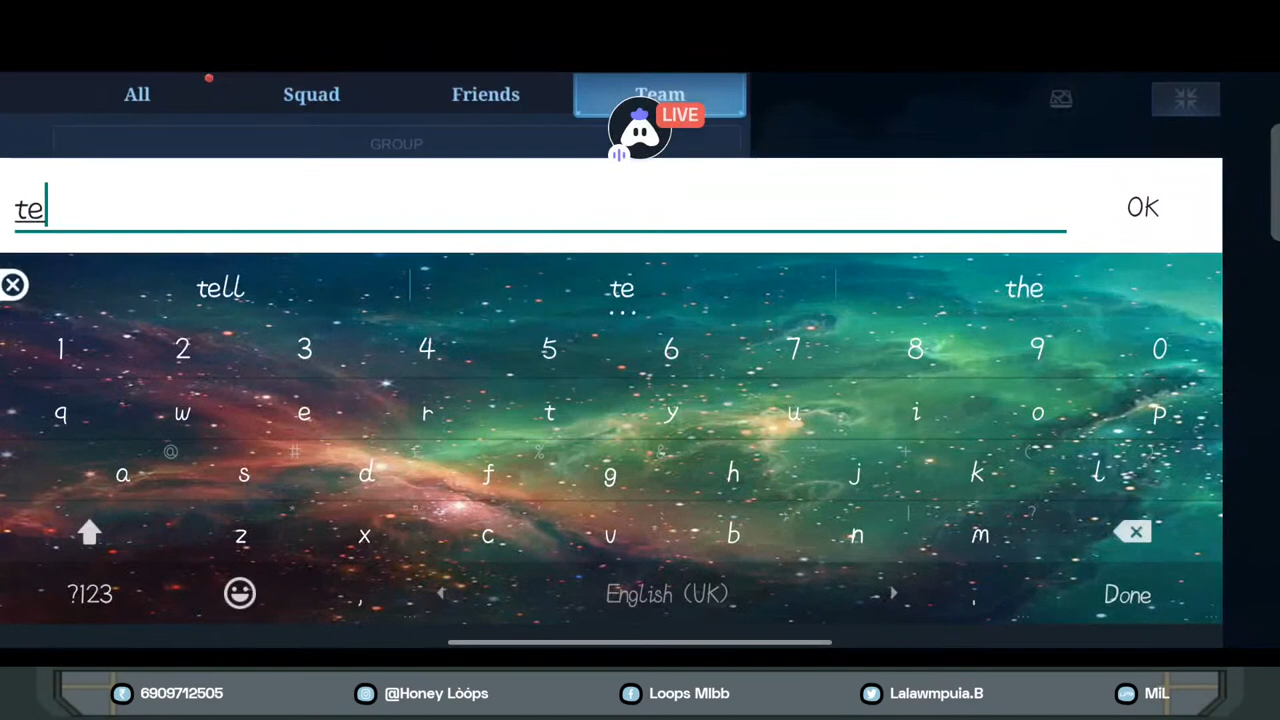 All Squad Friends Team
LIVE
GROUP
te OK
tell te the
1 2 3 4 5 6 7 8 9 0
q w e r t y u i o p
@ # £ % & + (
a s d f g h j k l
?
z x c v b n m
?123 , English (UK) . Done
6909712505 @Honey Lòòps Loops Mlbb Lalawmpuia.B MiL